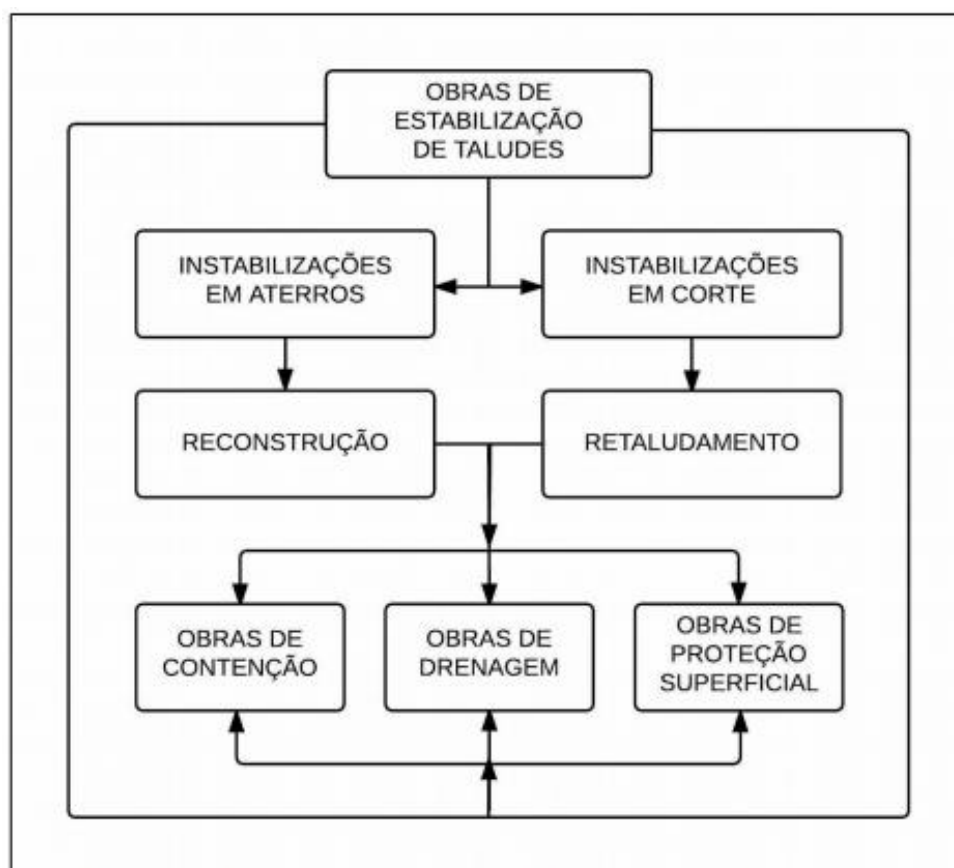 OBRAS DE
ESTABILIZAÇÃO
DE TALUDES
INSTABILIZAÇÕES
EM ATERROS
INSTABILIZAÇÕES
EM CORTE
RECONSTRUÇÃO
RETALUDAMENTO
OBRAS DE
CONTENÇÃO
OBRAS DE
DRENAGEM
OBRAS DE
PROTEÇÃO
SUPERFICIAL